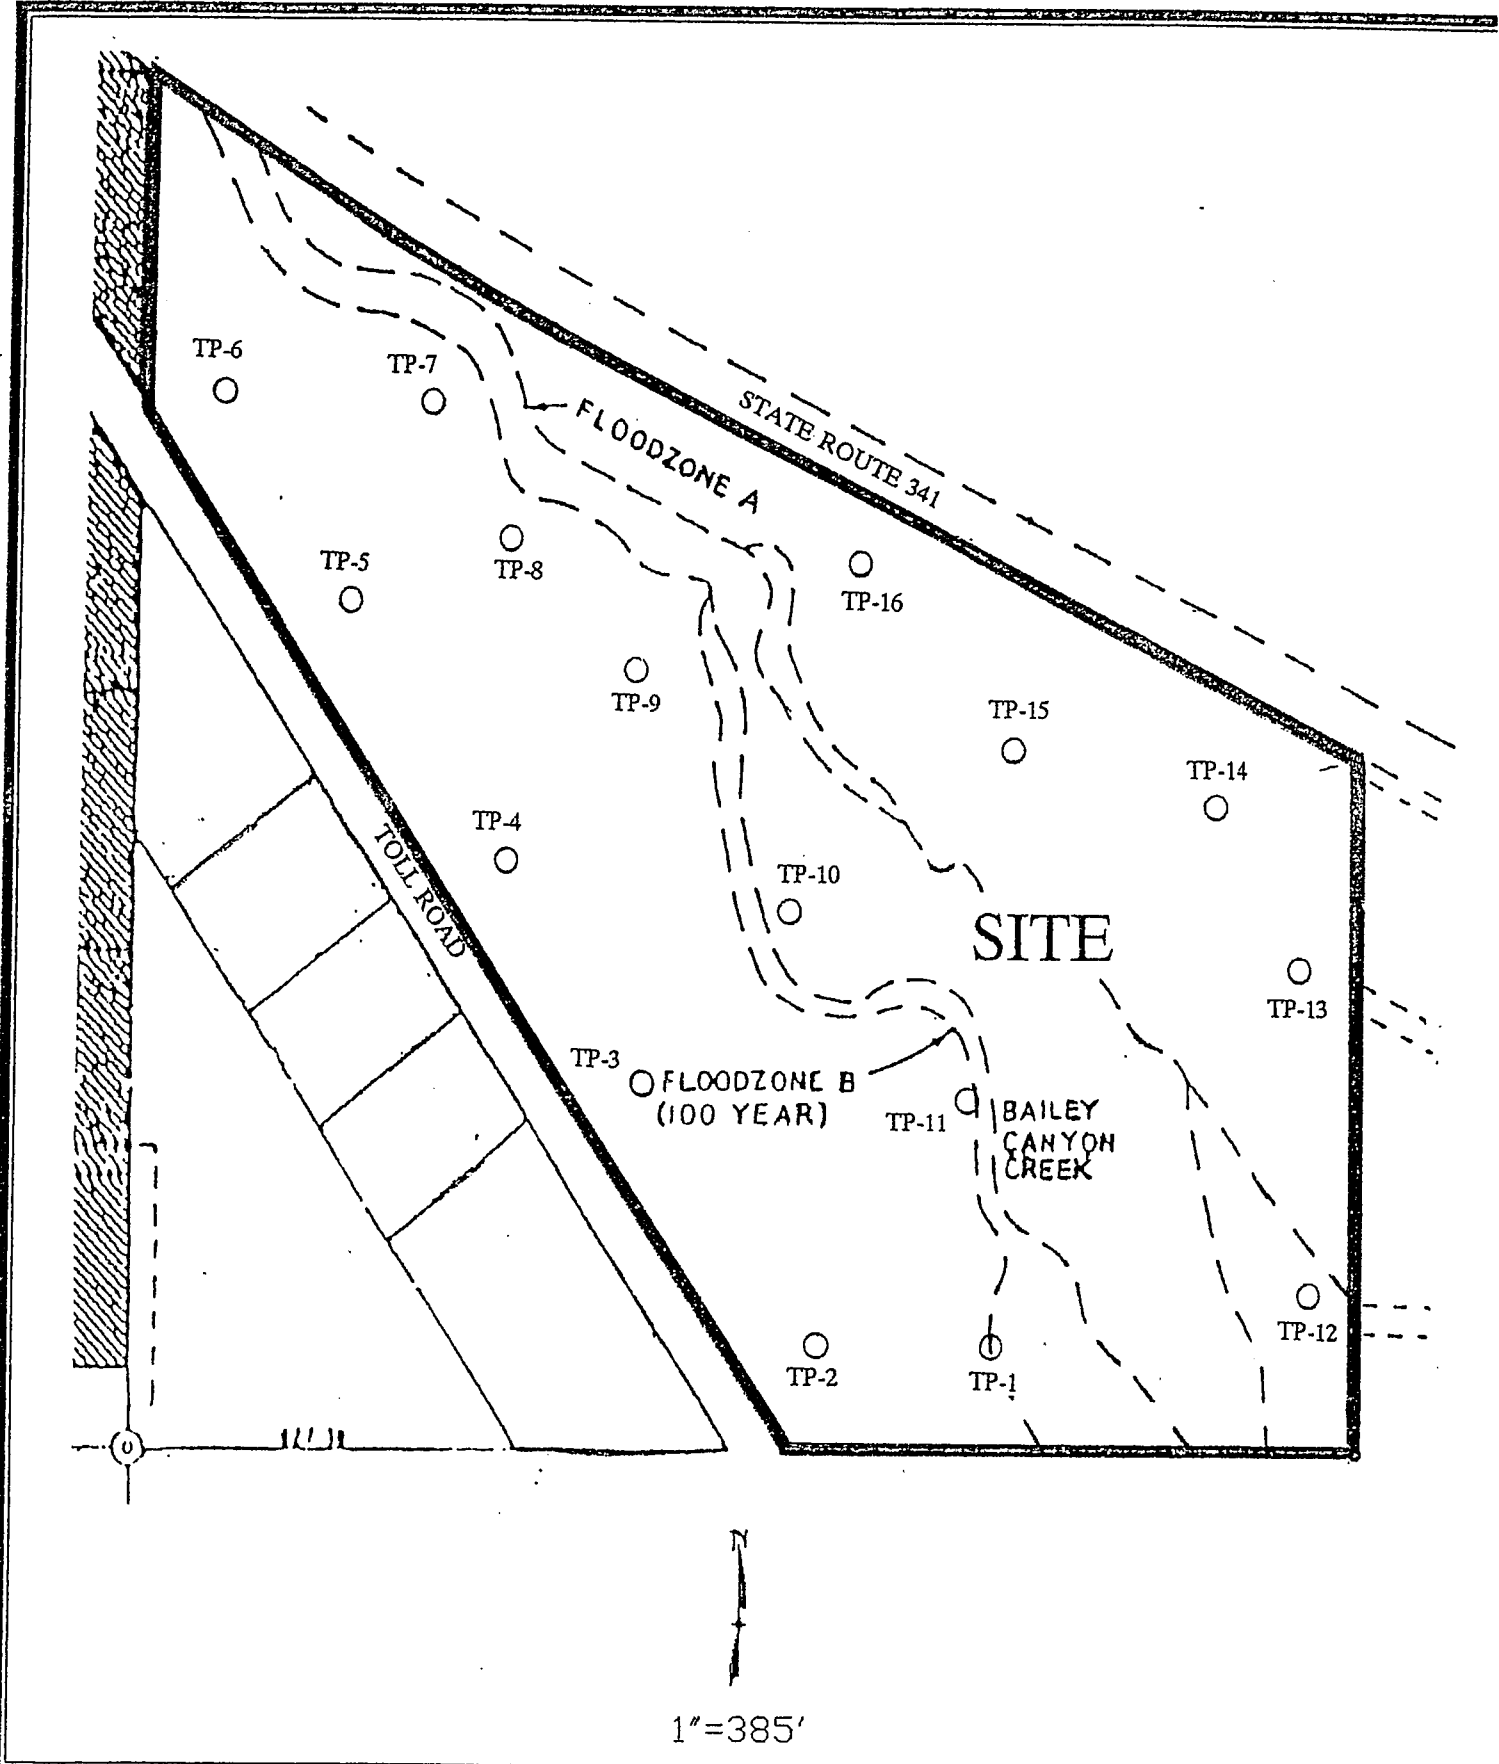 TP-6
TP-7
FLOODZONE A
STATE ROUTE 341
TP-5
TP-8
TP-16
TP-9
TP-15
TP-14
TP-4
TOLL ROAD
TP-10
SITE
TP-13
TP-3
FLOODZONE B
(100 YEAR)
TP-11
BAILEY
CANYON
CREEK
TP-12
TP-2
TP-1
N
1"=385'